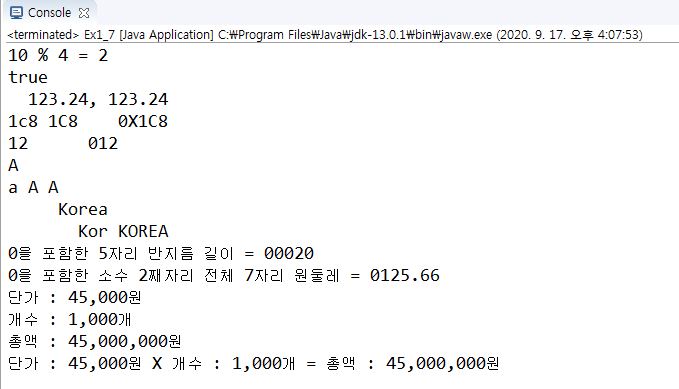 Console
<terminated> Ex1_7 [Java Application] C:₩Program Files₩Java₩jdk-13.0.1₩bin₩javaw.exe (2020. 9. 17. 오후 4:07:53)
10 % 4 = 2
true
  123.24, 123.24
1c8 1C8    0X1C8
12      012
A
a A A
     Korea
       Kor KOREA
0을 포함한 5자리 반지름 길이 = 00020
0을 포함한 소수 2째자리 전체 7자리 원둘레 = 0125.66
단가 : 45,000원
개수 : 1,000개
총액 : 45,000,000원
단가 : 45,000원 X 개수 : 1,000개 = 총액 : 45,000,000원